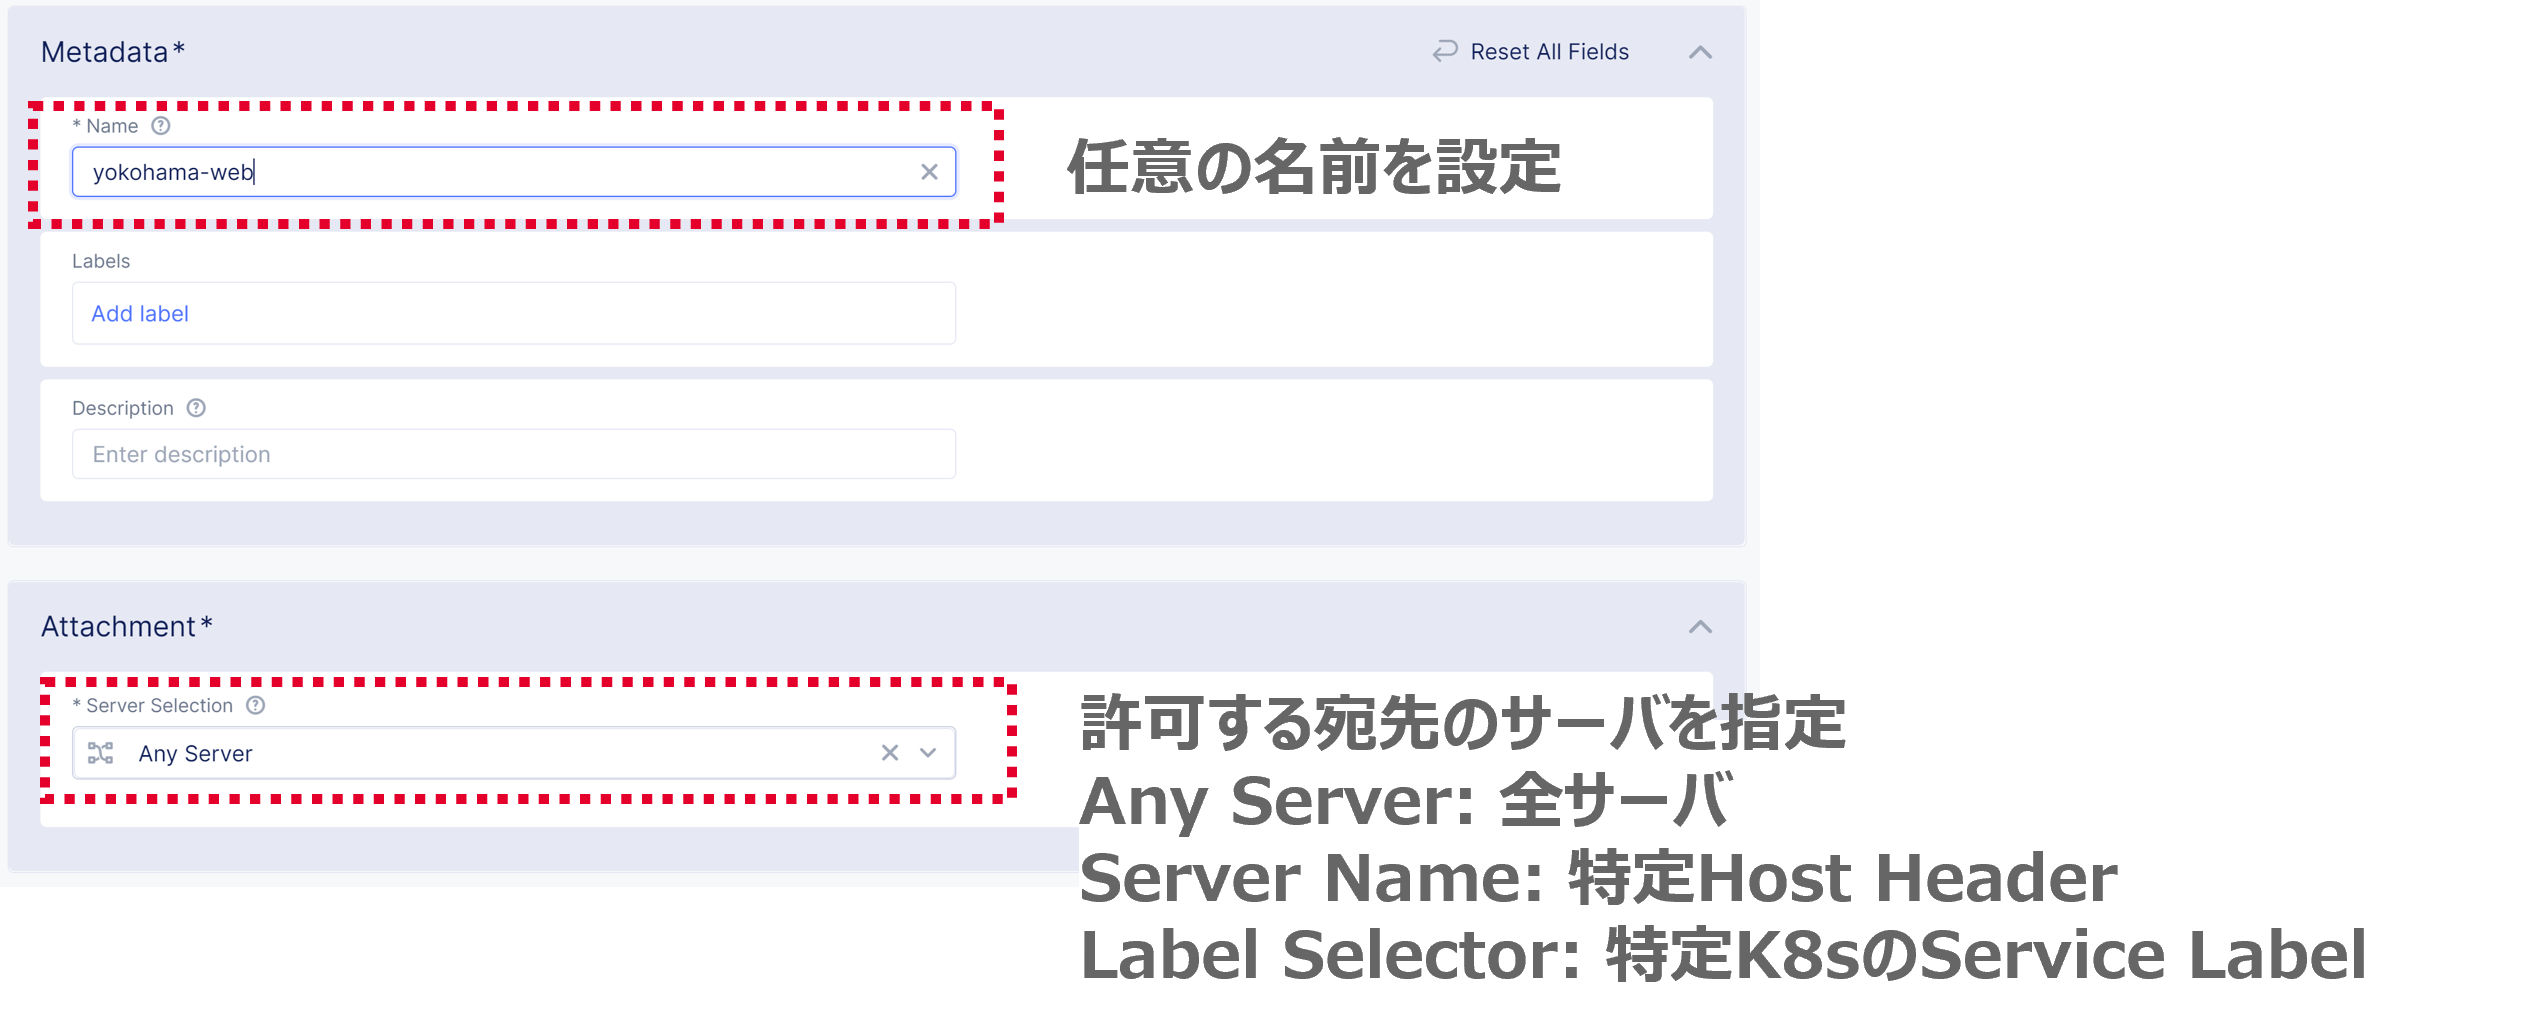 Metadata*
Reset All Fields
* Name
yokohama-web
任意の名前を設定
Labels
Add label
Description
Enter description
Attachment*
* Server Selection
Any Server
許可する宛先のサーバを指定
Any Server: 全サーバ
Server Name: 特定Host Header
Label Selector: 特定K8sのService Label